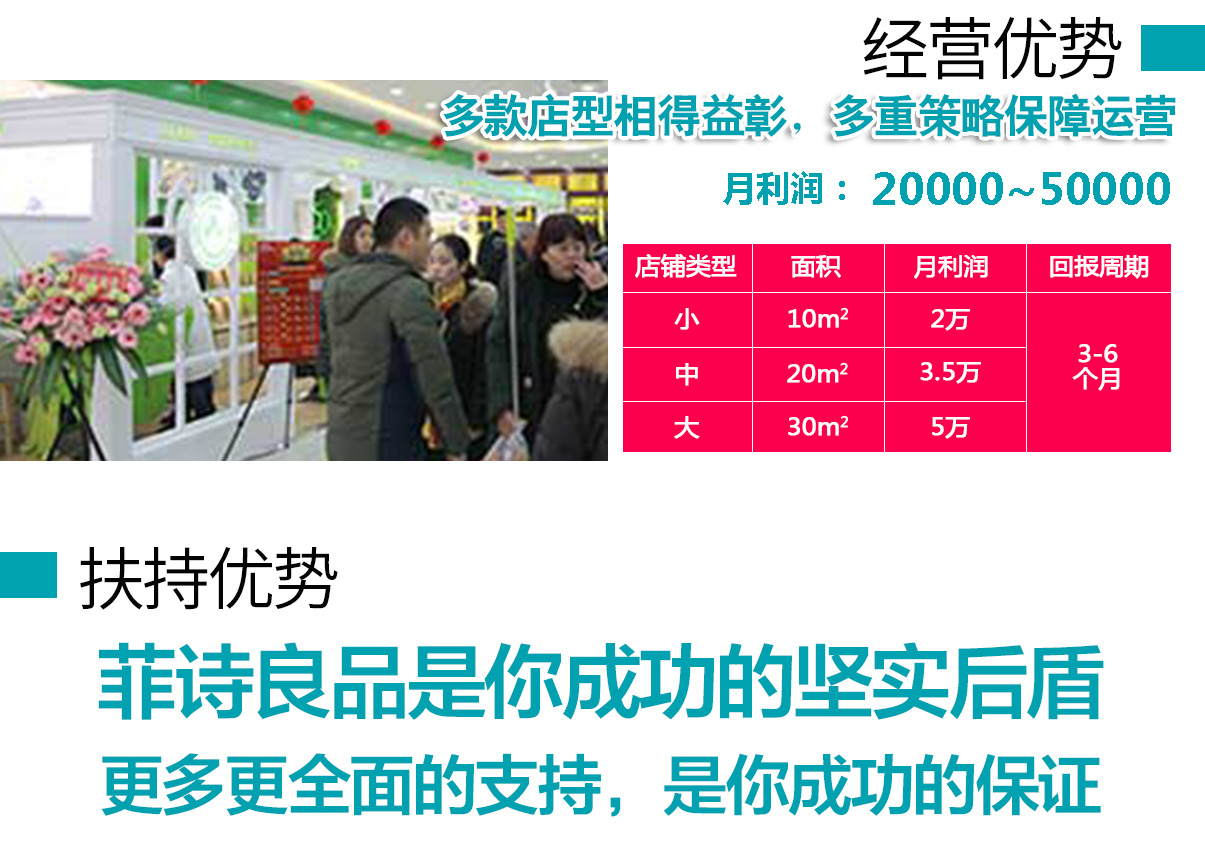 经营优势
多款店型相得益彰，多重策略保障运营
月利润： 20000~50000
店铺类型 面积 月利润 回报周期
小 10m² 2万
中 20m² 3.5万
大 30m² 5万
3-6
个月
扶持优势
菲诗良品是你成功的坚实后盾
更多更全面的支持，是你成功的保证